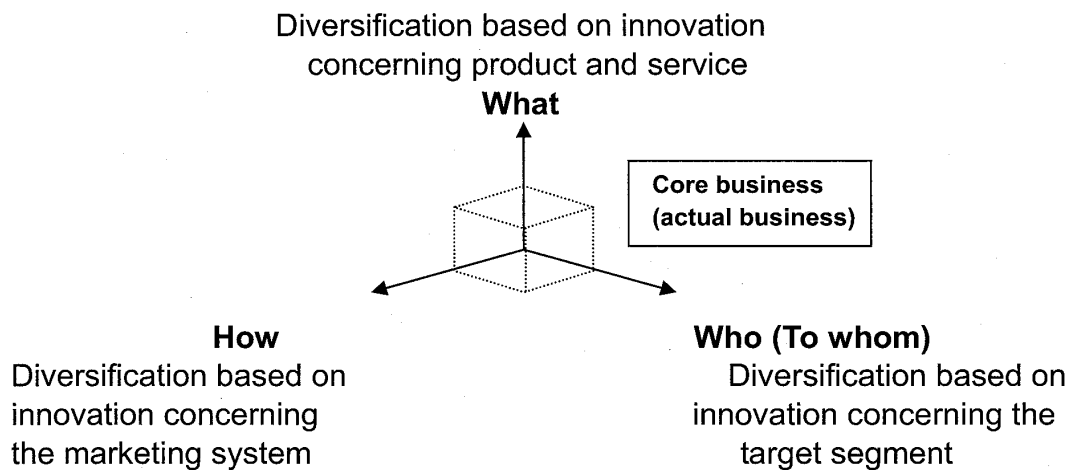 Diversification based on innovation
concerning product and service
What
Core business
(actual business)
How
Diversification based on
innovation concerning
the marketing system
Who (To whom)
Diversification based on
innovation concerning the
target segment